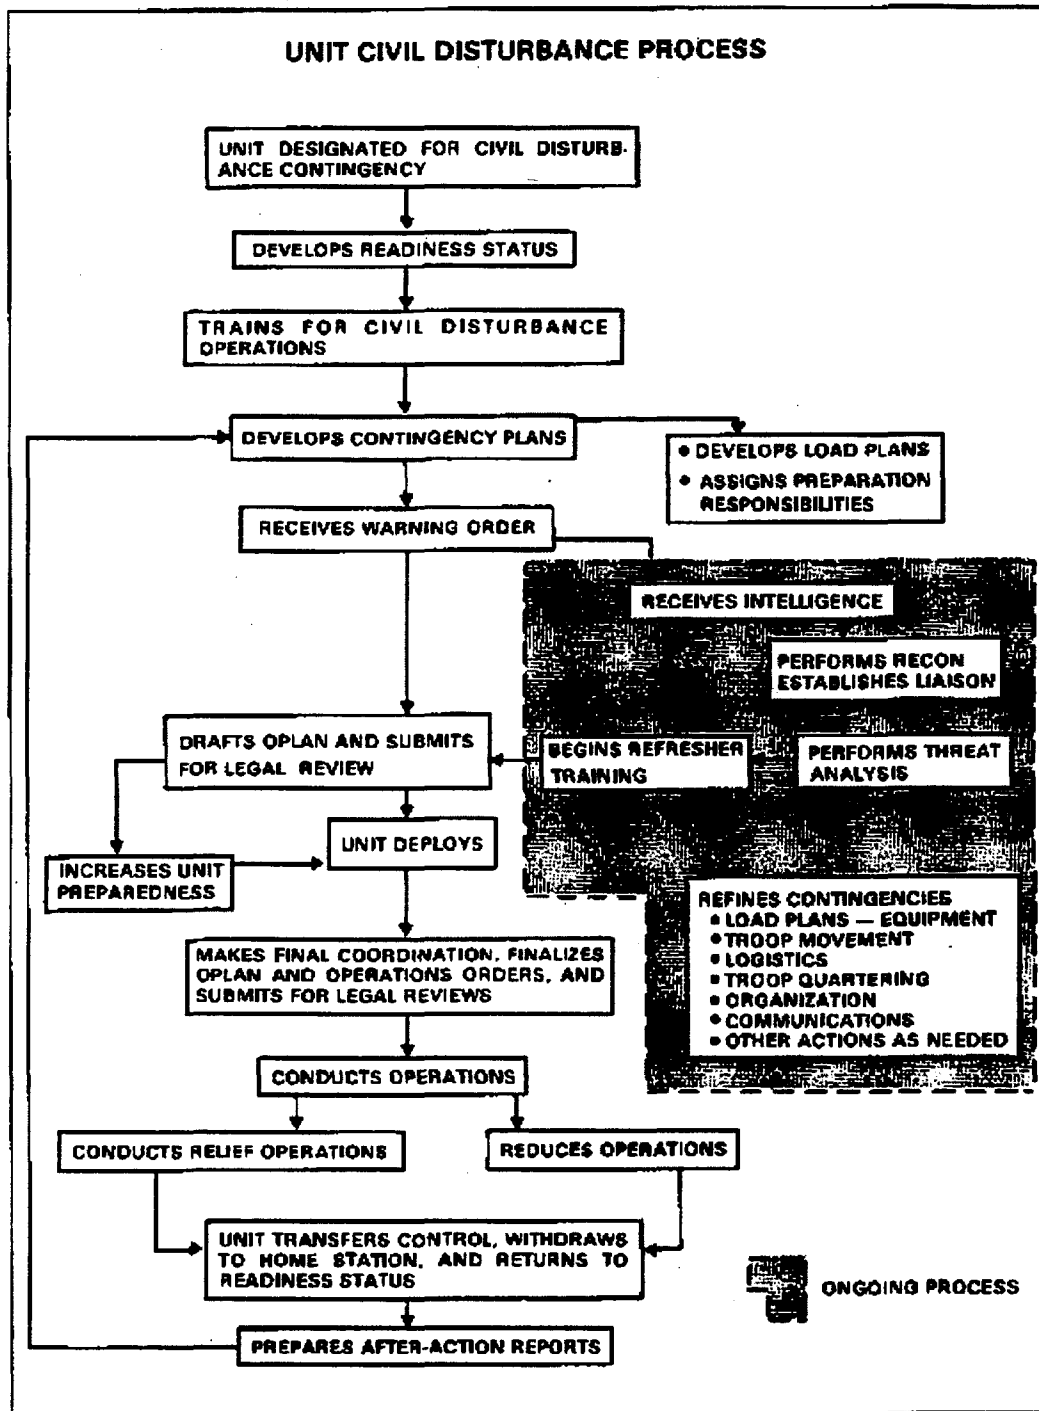 UNIT CIVIL DISTURBANCE PROCESS
UNIT DESIGNATED FOR CIVIL DISTURB-
ANCE CONTINGENCY
DEVELOPS READINESS STATUS
TRAINS FOR CIVIL DISTURBANCE
OPERATIONS
DEVELOPS CONTINGENCY PLANS
• DEVELOPS LOAD PLANS
• ASSIGNS PREPARATION
RESPONSIBILITIES
RECEIVES WARNING ORDER
RECEIVES INTELLIGENCE
PERFORMS RECON
ESTABLISHES LIAISON
DRAFTS OPLAN AND SUBMITS
FOR LEGAL REVIEW
BEGINS REFRESHER
TRAINING
PERFORMS THREAT
ANALYSIS
UNIT DEPLOYS
INCREASES UNIT
PREPAREDNESS
REFINES CONTINGENCIES
• LOAD PLANS — EQUIPMENT
• TROOP MOVEMENT
• LOGISTICS
• TROOP QUARTERING
• ORGANIZATION
• COMMUNICATIONS
• OTHER ACTIONS AS NEEDED
MAKES FINAL COORDINATION, FINALIZES
OPLAN AND OPERATIONS ORDERS, AND
SUBMITS FOR LEGAL REVIEWS
CONDUCTS OPERATIONS
CONDUCTS RELIEF OPERATIONS
REDUCES OPERATIONS
UNIT TRANSFERS CONTROL, WITHDRAWS
TO HOME STATION, AND RETURNS TO
READINESS STATUS
ONGOING PROCESS
PREPARES AFTER-ACTION REPORTS